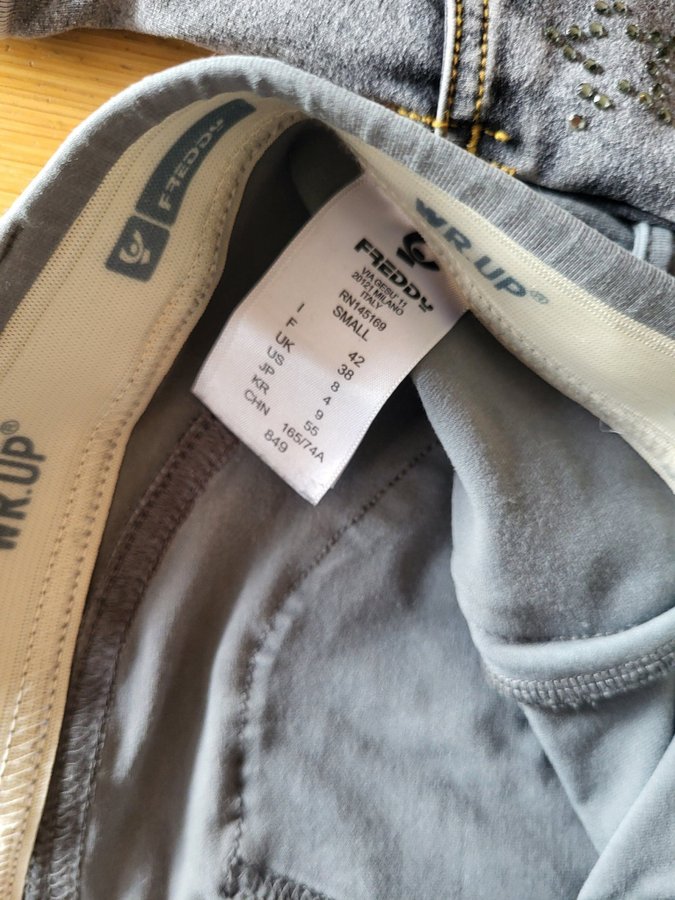 FREDDY
WR.UP®
FREDDY
VIA GESU' 11
20121 MILANO
ITALY
RN145169
SMALL
I 42
F 38
UK 8
US 4
JP 9
KR 55
CHN 165/74A
849
WR.UP®